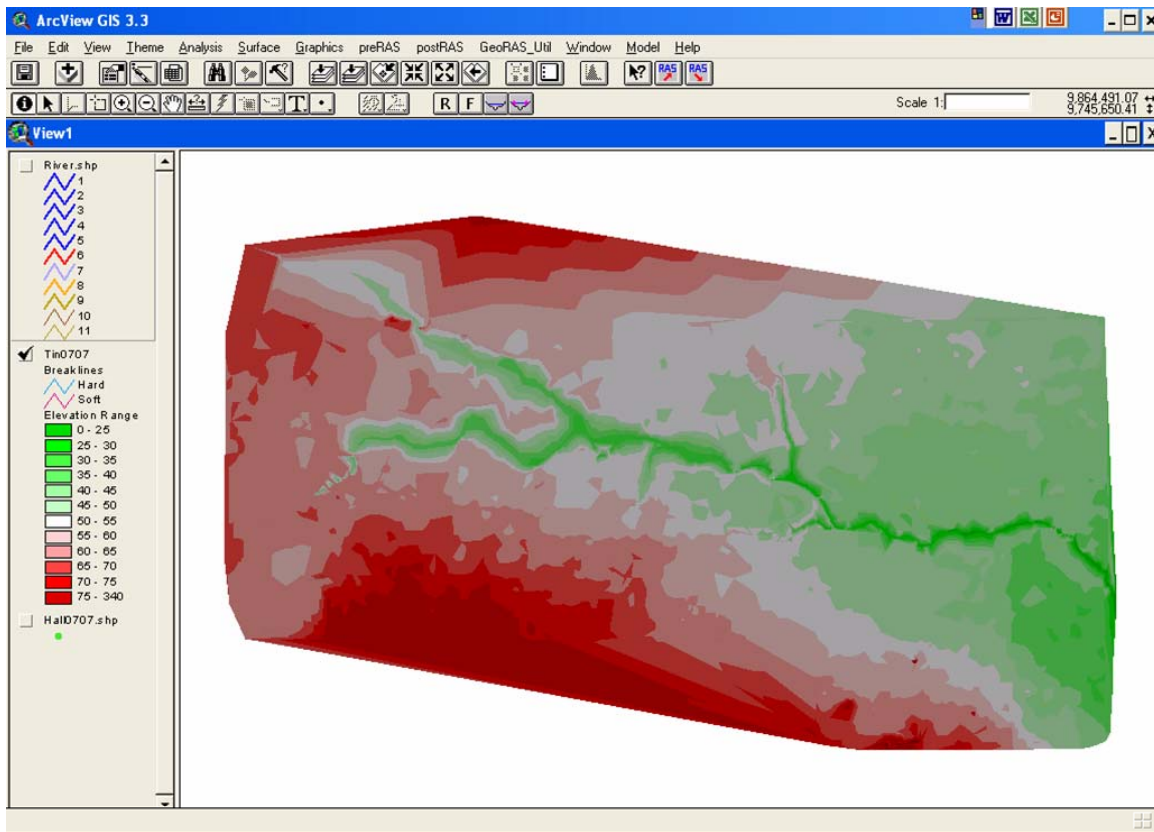 ArcView GIS 3.3
File Edit View Theme Analysis Surface Graphics preRAS postRAS GeoRAS_Util Window Model Help
RAS RAS
T R F Scale 1: 9,864,491.07
9,745,650.41
View1
River.shp
1
2
3
4
5
6
7
8
9
10
11
Tin0707
Breaklines
Hard
Soft
Elevation Range
0 - 25
25 - 30
30 - 35
35 - 40
40 - 45
45 - 50
50 - 55
55 - 60
60 - 65
65 - 70
70 - 75
75 - 340
Hall0707.shp